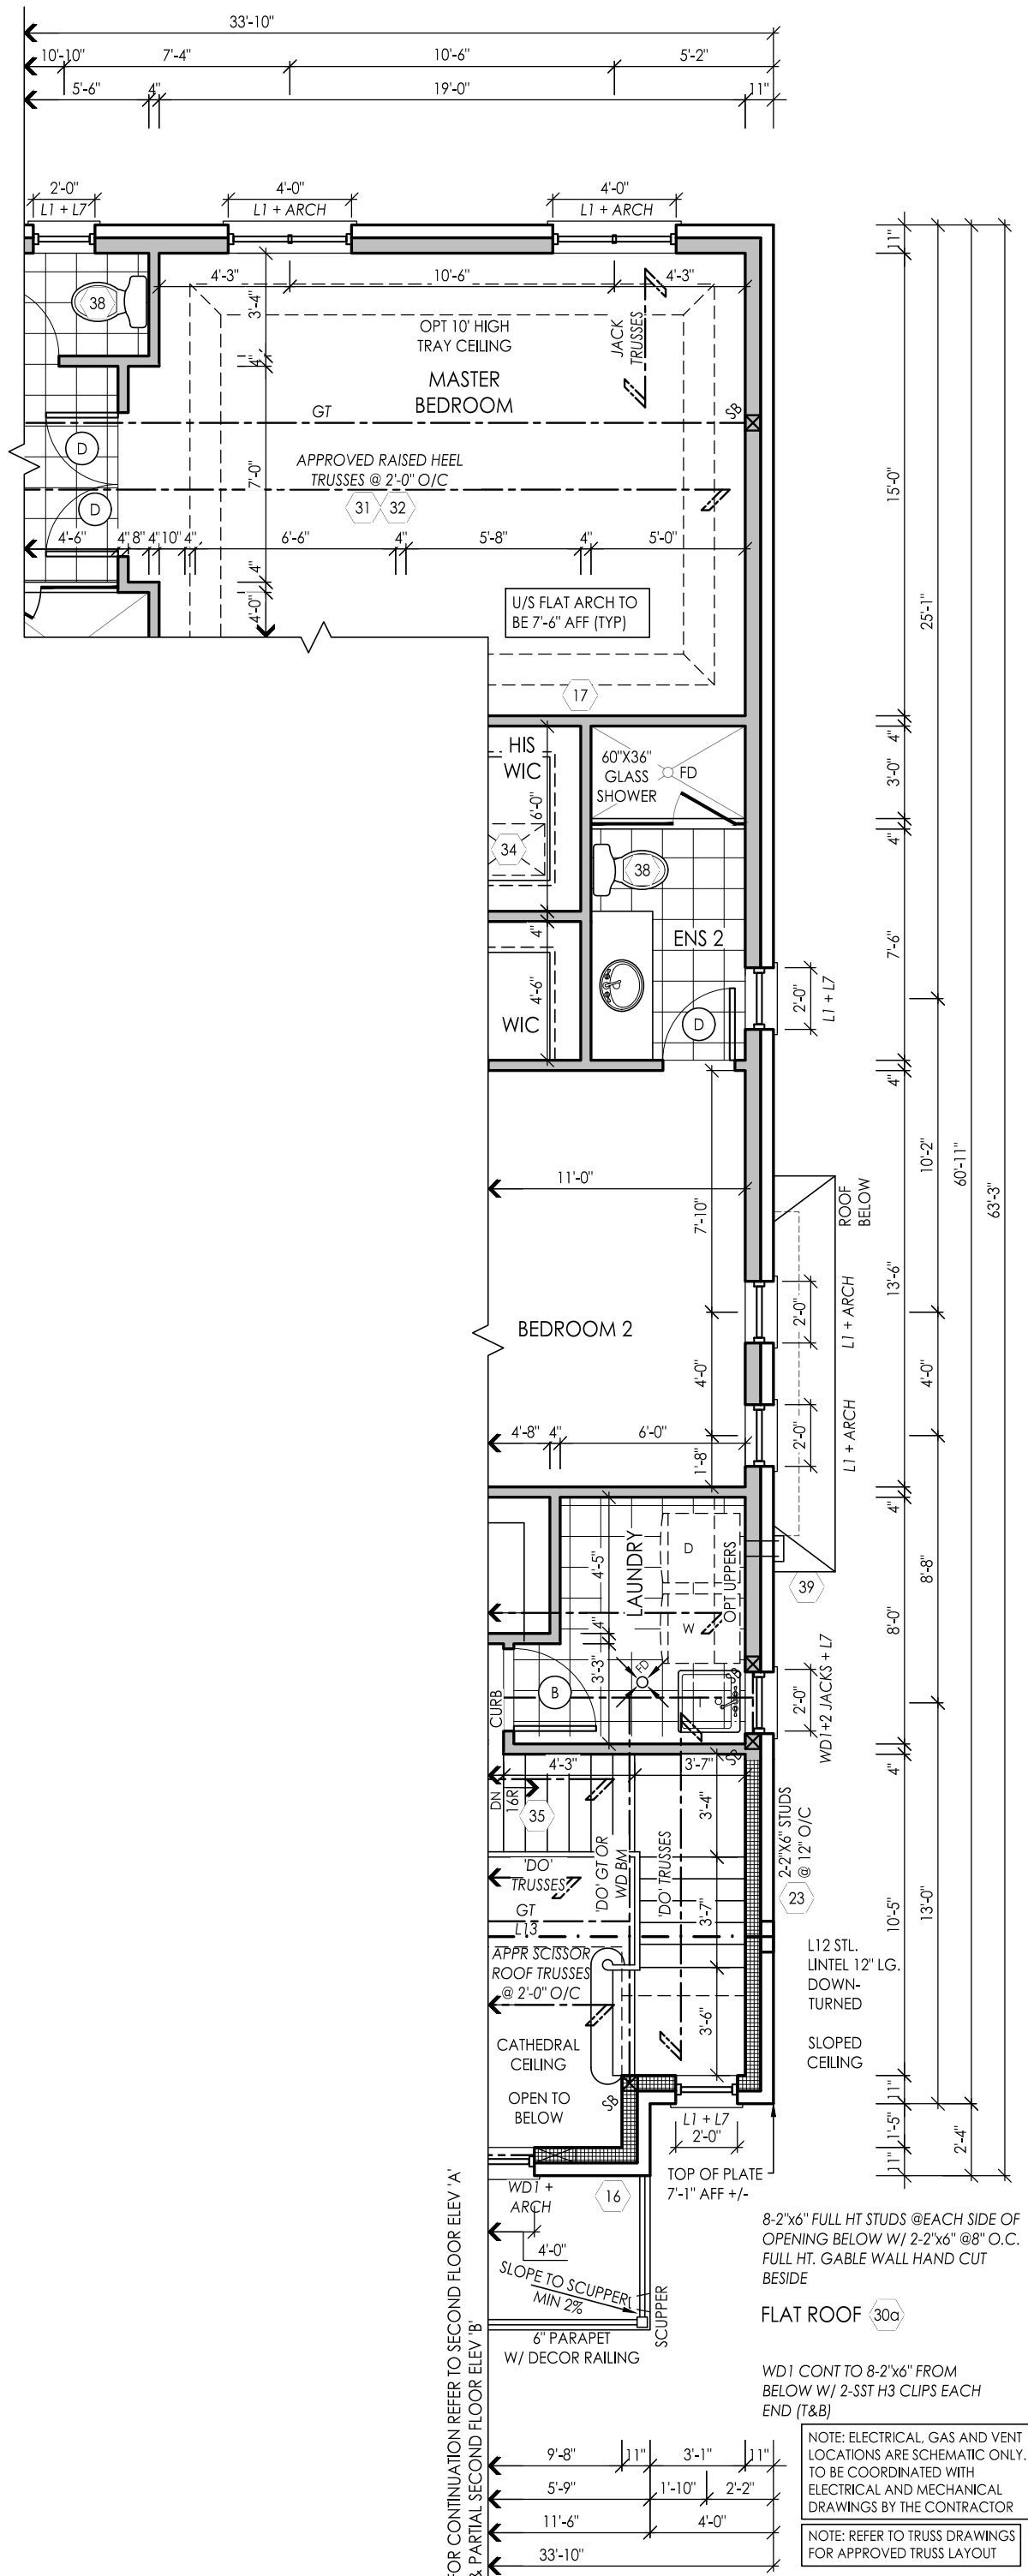 33'-10"
10'-10" 7'-4" 10'-6" 5'-2"
5'-6" 4" 19'-0" 11"
2'-0" 4'-0" 4'-0"
L1 + L7 L1 + ARCH L1 + ARCH
11"
4'-3" 10'-6" 4'-3"
38
3'-4"
OPT 10' HIGH
TRAY CEILING
JACK
TRUSSES
4"
MASTER
BEDROOM
GT
SB
D
APPROVED RAISED HEEL
TRUSSES @ 2'-0" O/C
7'-0"
31 32
D
15'-0"
4'-6" 4" 8" 4" 10" 4" 6'-6" 4" 5'-8" 4" 5'-0"
4"
4'-0"
U/S FLAT ARCH TO
BE 7'-6" AFF (TYP)
25'-1"
17
4"
HIS
WIC
60"X36"
GLASS
SHOWER
FD
3'-0"
6'-0"
34
4"
38
4"
ENS 2
7'-6"
4'-6"
WIC
D
2'-0"
L1 + L7
4"
11'-0"
7'-10"
10'-2"
60'-11"
63'-3"
ROOF
BELOW
13'-6"
2'-0"
L1 + ARCH
BEDROOM 2
4'-0"
4'-0"
2'-0"
L1 + ARCH
4'-8" 4" 6'-0"
1'-8"
4"
LAUNDRY
4'-5"
D
OPT UPPERS
39
8'-8"
8'-0"
W
4"
3'-3"
FD
B
CURB
SB
2'-0"
WD1+2 JACKS + L7
SB
4"
4'-3" 3'-7"
DN
16R
35
3'-4"
2-2"X6" STUDS
@ 12" O/C
23
'DO'
TRUSSES
'DO' GT OR
WD BM
'DO' TRUSSES
3'-7"
10'-5"
13'-0"
GT
L13
APPR SCISSOR
ROOF TRUSSES
@ 2'-0" O/C
3'-6"
L12 STL.
LINTEL 12" LG.
DOWN-
TURNED
SLOPED
CEILING
CATHEDRAL
CEILING
OPEN TO
BELOW
SB
11"
1'-5"
11"
2'-4"
L1 + L7
2'-0"
TOP OF PLATE
7'-1" AFF +/-
WD1 +
ARCH
16
4'-0"
SLOPE TO SCUPPER
MIN 2%
SCUPPER
6" PARAPET
W/ DECOR RAILING
8-2"x6" FULL HT STUDS @EACH SIDE OF
OPENING BELOW W/ 2-2"x6" @8" O.C.
FULL HT. GABLE WALL HAND CUT
BESIDE
FLAT ROOF 30a
WD1 CONT TO 8-2"x6" FROM
BELOW W/ 2-SST H3 CLIPS EACH
END (T&B)
FOR CONTINUATION REFER TO SECOND FLOOR ELEV 'A'
& PARTIAL SECOND FLOOR ELEV 'B'
NOTE: ELECTRICAL, GAS AND VENT
LOCATIONS ARE SCHEMATIC ONLY.
TO BE COORDINATED WITH
ELECTRICAL AND MECHANICAL
DRAWINGS BY THE CONTRACTOR
NOTE: REFER TO TRUSS DRAWINGS
FOR APPROVED TRUSS LAYOUT
9'-8" 11" 3'-1" 11"
5'-9" 1'-10" 2'-2"
11'-6" 4'-0"
33'-10"